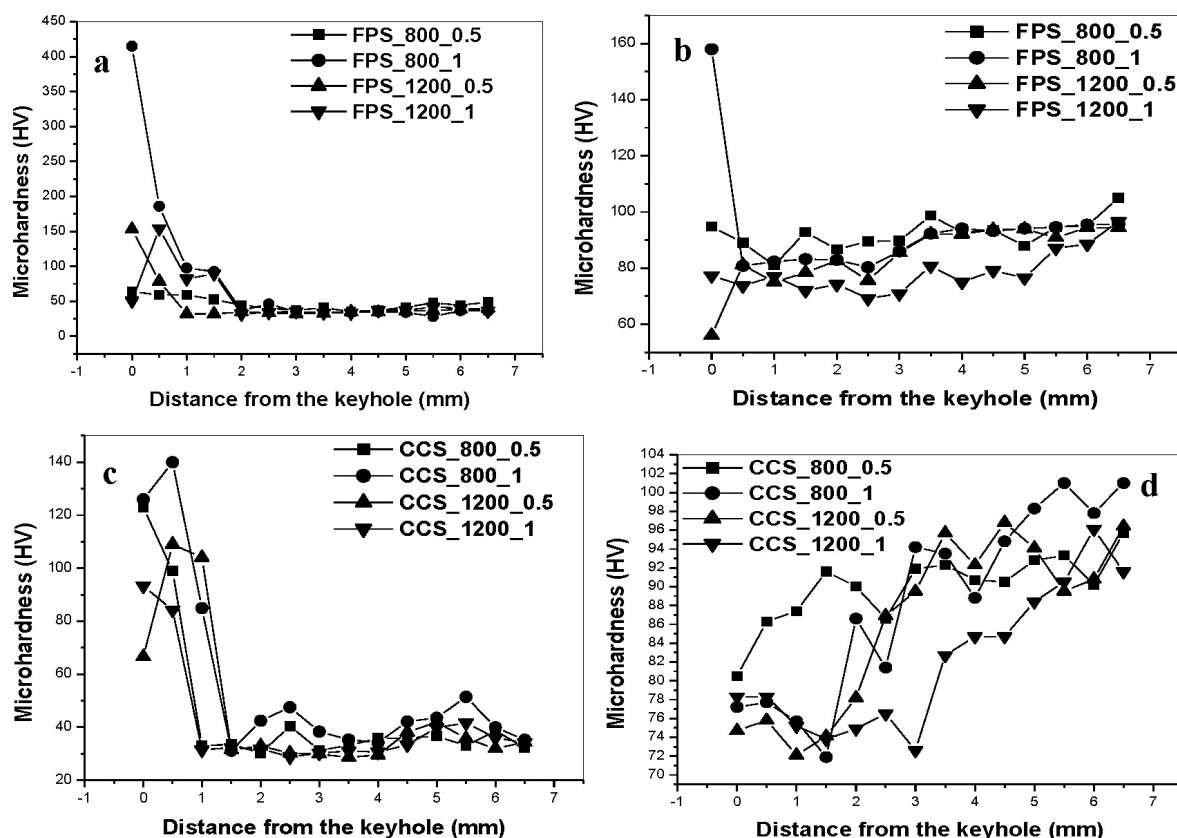 a
FPS_800_0.5
FPS_800_1
FPS_1200_0.5
FPS_1200_1
Microhardness (HV)
450
400
350
300
250
200
150
100
50
0
-1 0 1 2 3 4 5 6 7
Distance from the keyhole (mm)
b
FPS_800_0.5
FPS_800_1
FPS_1200_0.5
FPS_1200_1
Microhardness (HV)
160
140
120
100
80
60
-1 0 1 2 3 4 5 6 7
Distance from the keyhole (mm)
c
CCS_800_0.5
CCS_800_1
CCS_1200_0.5
CCS_1200_1
Microhardness (HV)
140
120
100
80
60
40
20
-1 0 1 2 3 4 5 6 7
Distance from the keyhole (mm)
d
CCS_800_0.5
CCS_800_1
CCS_1200_0.5
CCS_1200_1
Microhardness (HV)
104
102
100
98
96
94
92
90
88
86
84
82
80
78
76
74
72
70
68
-1 0 1 2 3 4 5 6 7
Distance from the keyhole (mm)